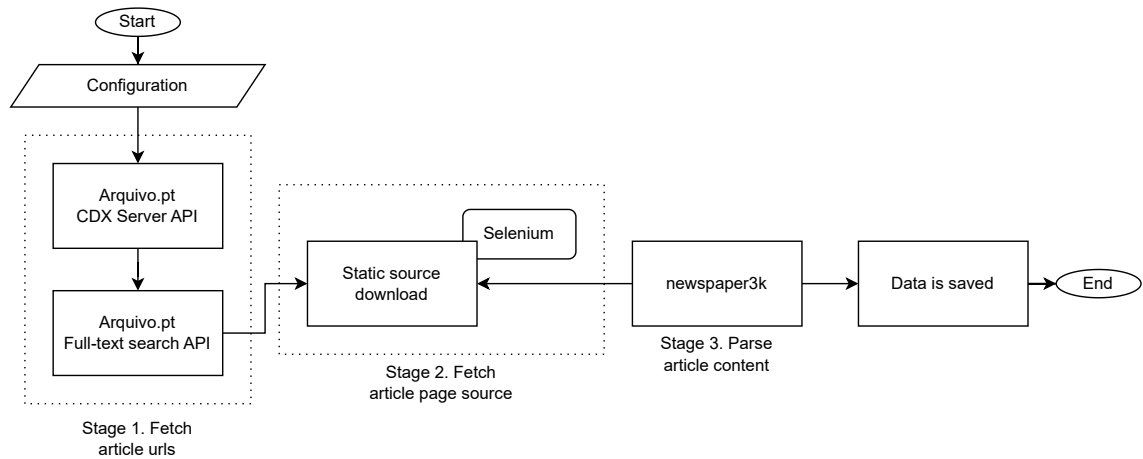 Start
Configuration
Arquivo.pt
CDX Server API
Arquivo.pt
Full-text search API
Stage 1. Fetch
article urls
Selenium
Static source
download
Stage 2. Fetch
article page source
newspaper3k
Stage 3. Parse
article content
Data is saved
End